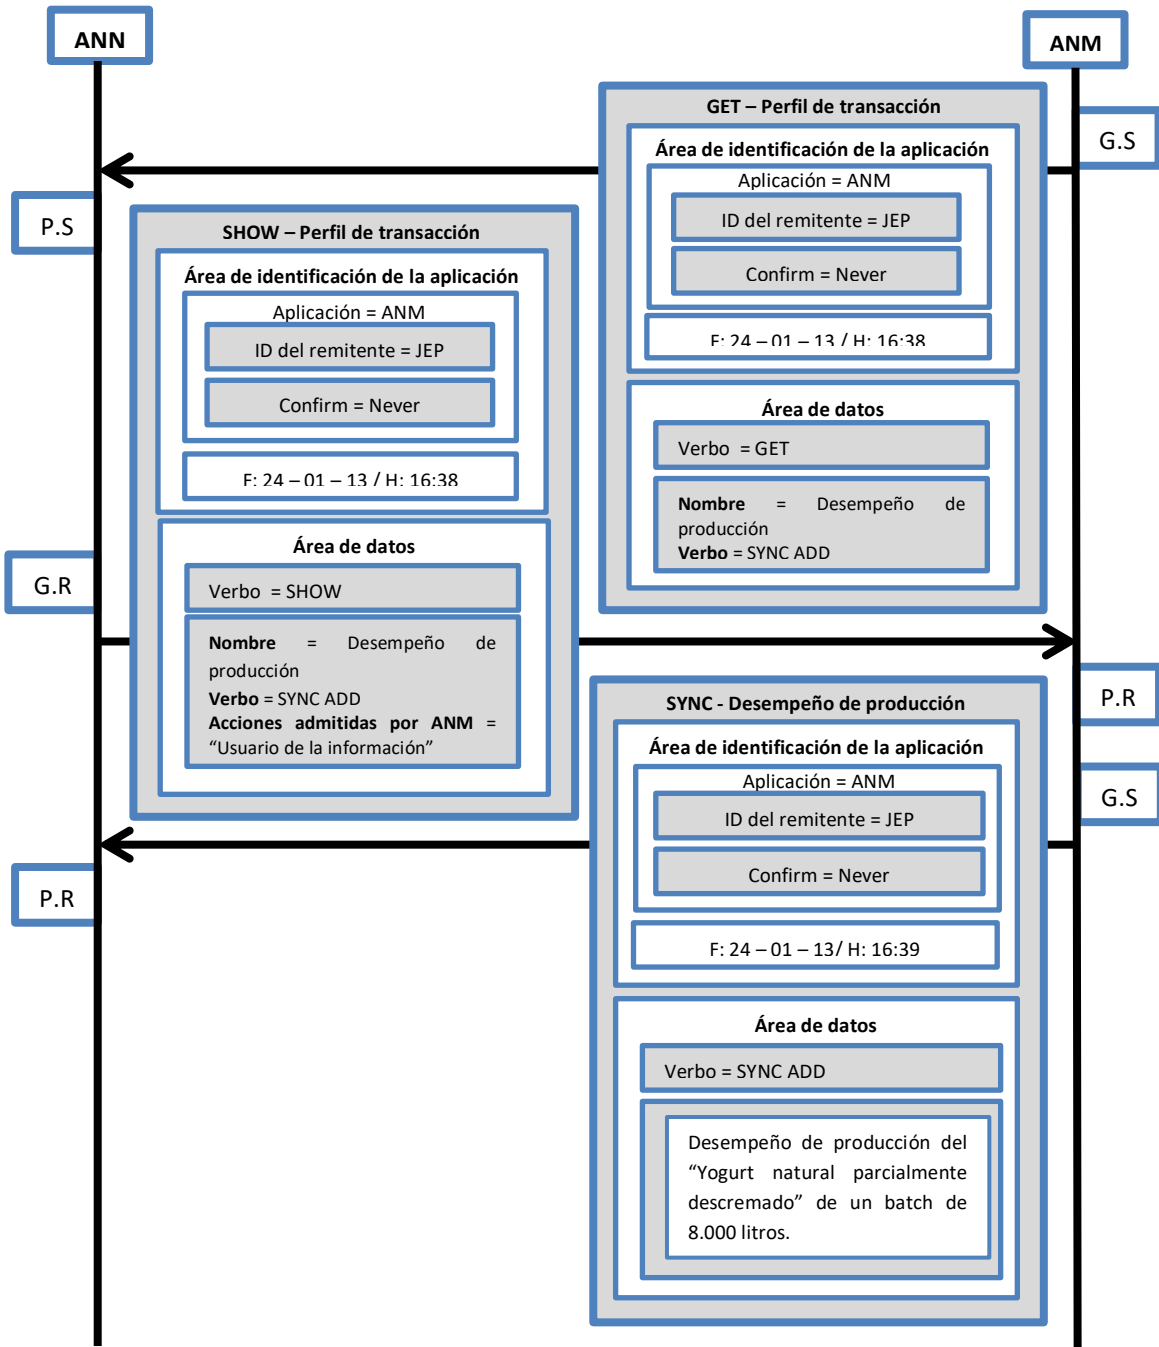 ANN
ANM
GET – Perfil de transacción
G.S
Área de identificación de la aplicación
Aplicación = ANM
ID del remitente = JEP
Confirm = Never
F: 24 – 01 – 13 / H: 16:38
Área de datos
Verbo = GET
Nombre = Desempeño de
producción
Verbo = SYNC ADD
P.S
SHOW – Perfil de transacción
Área de identificación de la aplicación
Aplicación = ANM
ID del remitente = JEP
Confirm = Never
F: 24 – 01 – 13 / H: 16:38
Área de datos
G.R
Verbo = SHOW
Nombre = Desempeño de
producción
Verbo = SYNC ADD
Acciones admitidas por ANM =
“Usuario de la información”
P.R
SYNC - Desempeño de producción
Área de identificación de la aplicación
Aplicación = ANM
G.S
ID del remitente = JEP
Confirm = Never
P.R
F: 24 – 01 – 13/ H: 16:39
Área de datos
Verbo = SYNC ADD
Desempeño de producción del
“Yogurt natural parcialmente
descremado” de un batch de
8.000 litros.